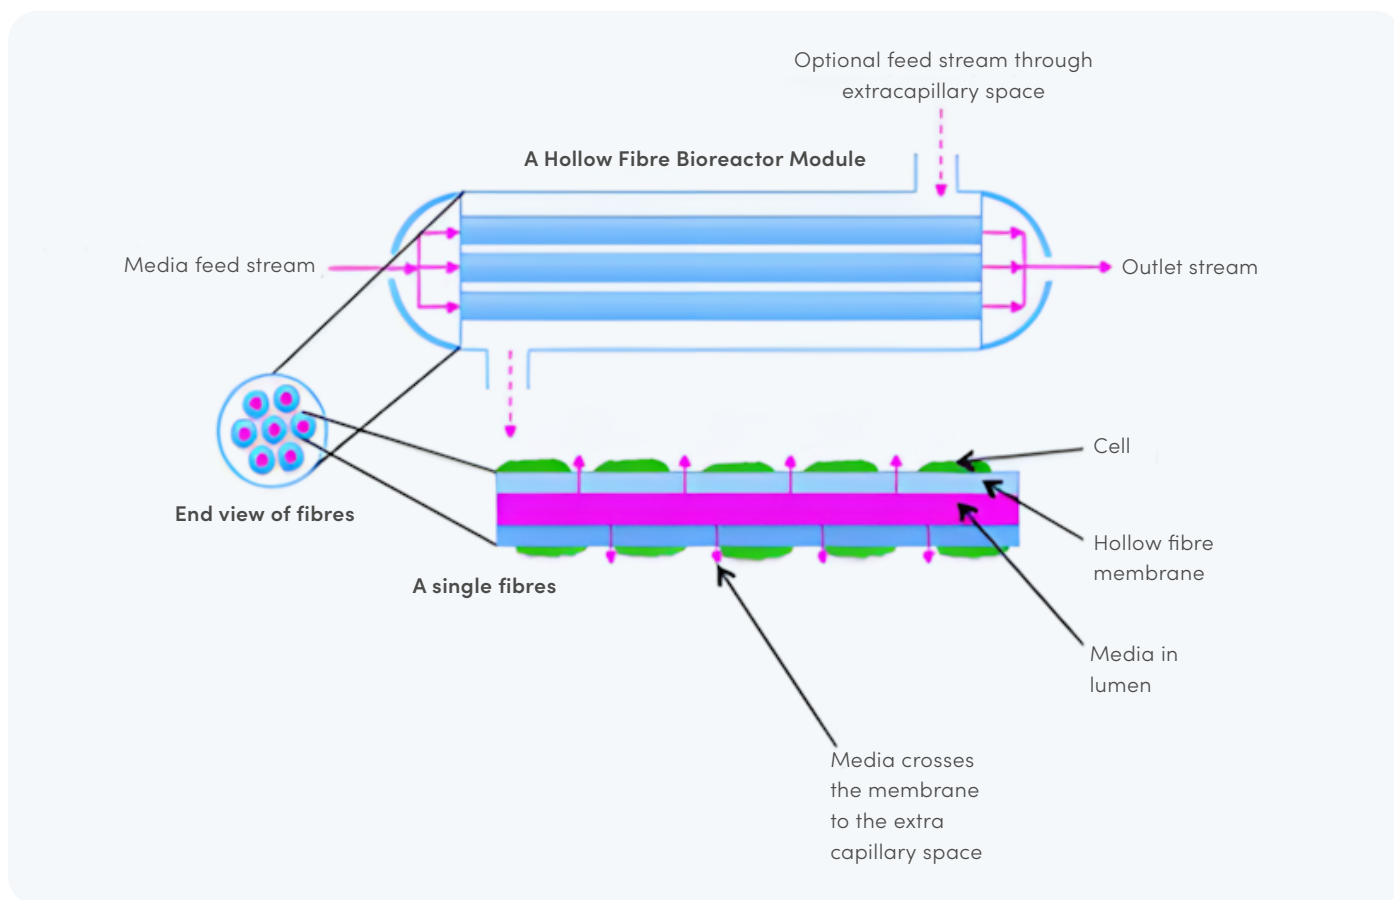 Optional feed stream through
extracapillary space
A Hollow Fibre Bioreactor Module
Media feed stream
Outlet stream
Cell
End view of fibres
Hollow fibre
membrane
A single fibres
Media in
lumen
Media crosses
the membrane
to the extra
capillary space